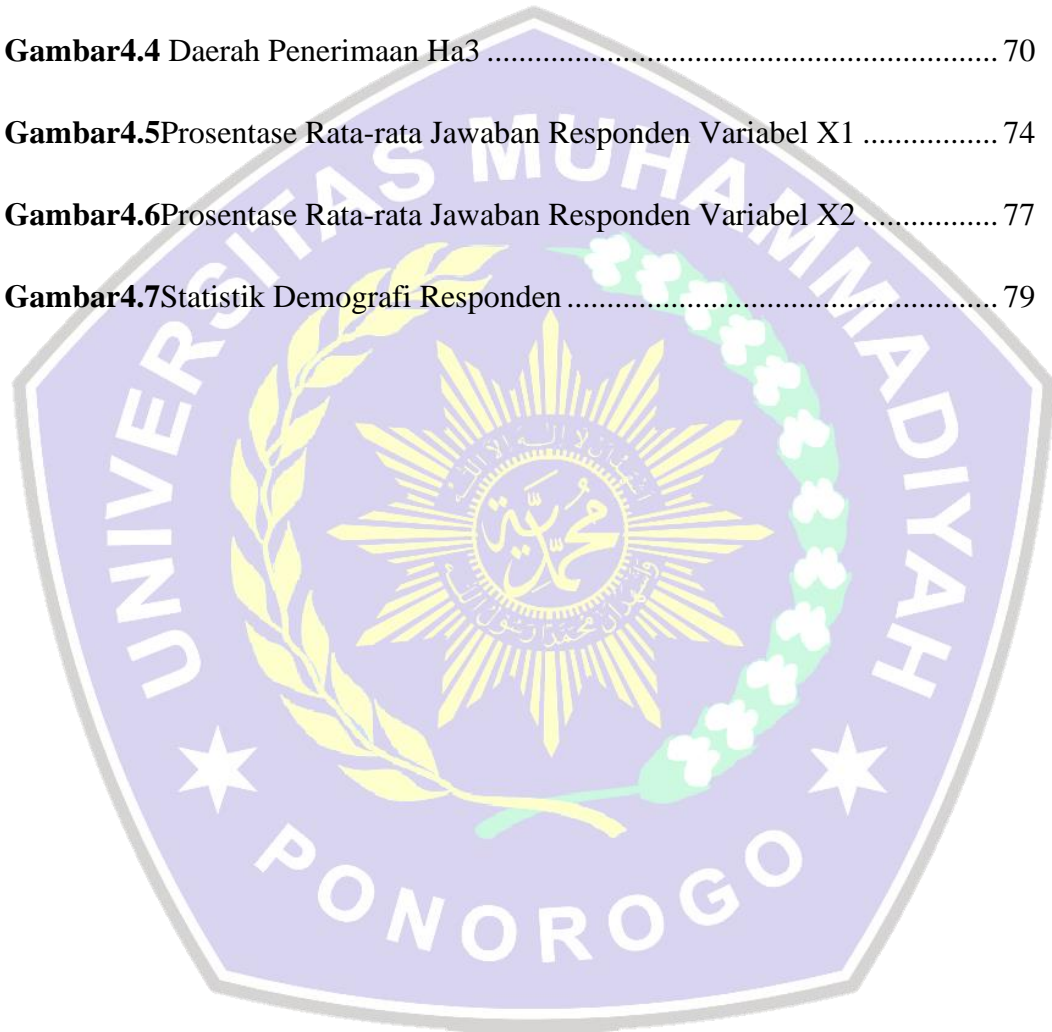 Gambar4.4 Daerah Penerimaan Ha3 ................................................................ 70
Gambar4.5Prosentase Rata-rata Jawaban Responden Variabel X1 ................. 74
Gambar4.6Prosentase Rata-rata Jawaban Responden Variabel X2 ................. 77
Gambar4.7Statistik Demografi Responden ...................................................... 79
UNIVERSITAS MUHAMMADIYAH
PONOROGO
محمدية